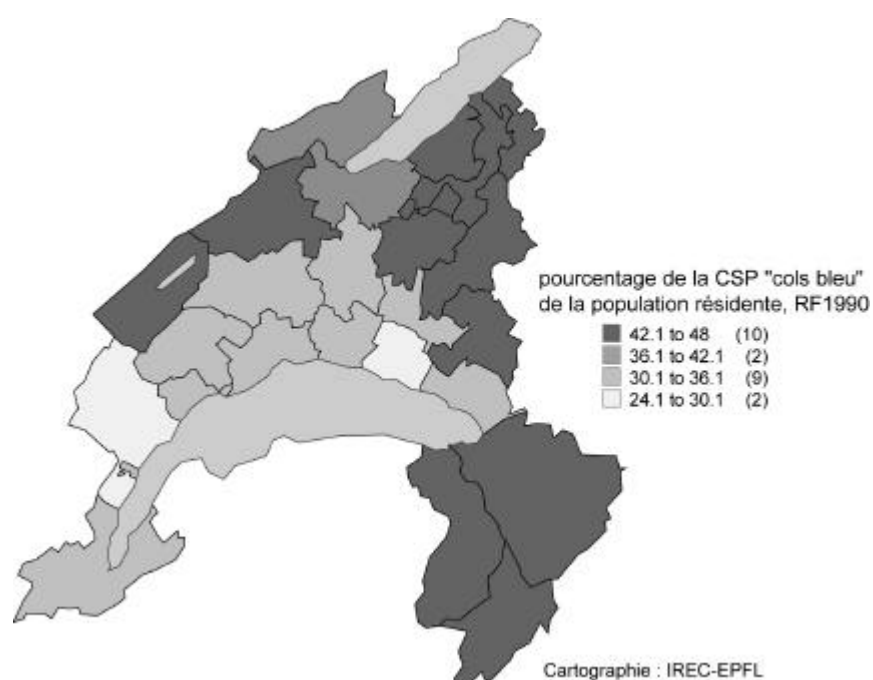 pourcentage de la CSP "cols bleu"
de la population résidente, RF1990
42.1 to 48 (10)
36.1 to 42.1 (2)
30.1 to 36.1 (9)
24.1 to 30.1 (2)
Cartographie : IREC-EPFL